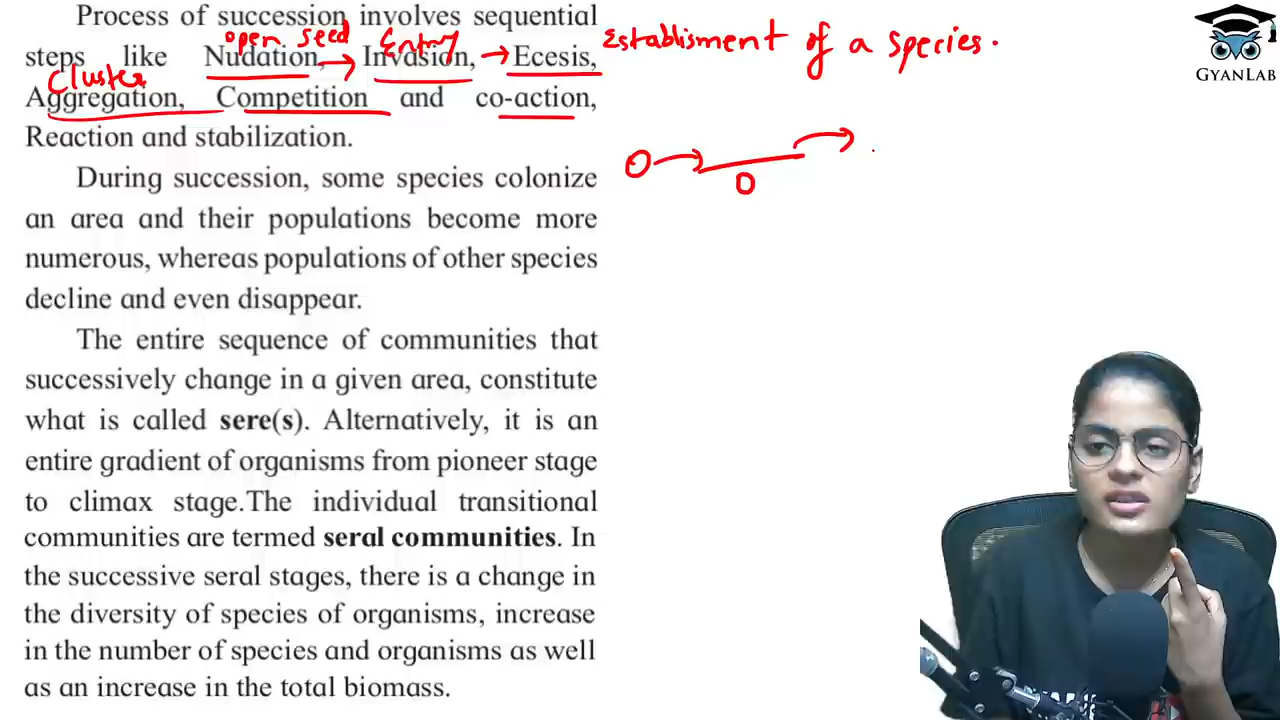 Process of succession involves sequential
open seed Entry Establisment of a species.
steps like Nudation, → Invasion, → Ecesis,
Cluster
Aggregation, Competition and co-action,
Reaction and stabilization.
During succession, some species colonize
an area and their populations become more
numerous, whereas populations of other species
decline and even disappear.
The entire sequence of communities that
successively change in a given area, constitute
what is called sere(s). Alternatively, it is an
entire gradient of organisms from pioneer stage
to climax stage.The individual transitional
communities are termed seral communities. In
the successive seral stages, there is a change in
the diversity of species of organisms, increase
in the number of species and organisms as well
as an increase in the total biomass.
GYANLAB